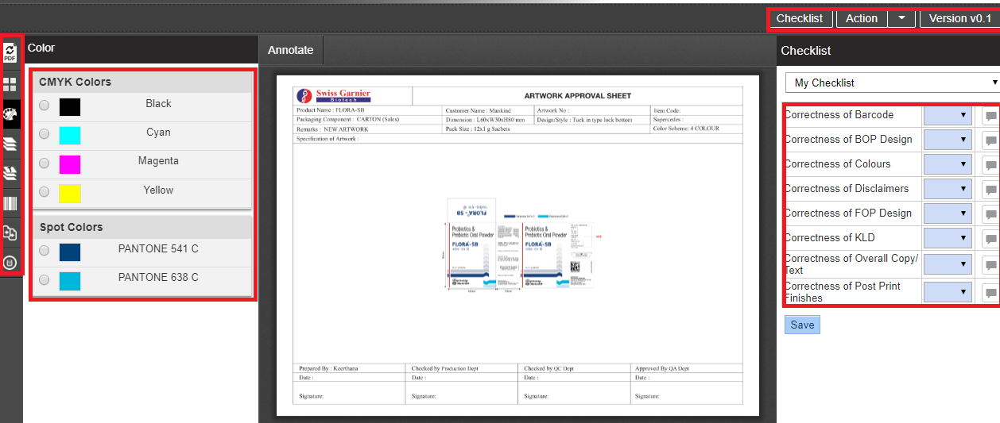 Checklist Action Version v0.1
PDF
Color
CMYK Colors
Black
Cyan
Magenta
Yellow
Spot Colors
PANTONE 541 C
PANTONE 638 C
Annotate
Swiss Garnier
Biotech
ARTWORK APPROVAL SHEET
Product Name : FLORA-SB Customer Name : Mankind Artwork No : Item Code:
Packaging Component : CARTON (Sales) Dimension : L60xW30xH80 mm Design/Style : Tuck in type lock bottom Supercedes :
Remarks : NEW ARTWORK Pack Size : 12x1 g Sachets Color Scheme: 4 COLOUR
Specification of Artwork :
FLORA-SB
Probiotics &
Prebiotic Oral Powder
FLORA-SB
Probiotics &
Prebiotic Oral Powder
FLORA-SB
Prepared By : Keerthana Checked by Production Dept Checked by QC Dept Approved By QA Dept
Date : Date : Date : Date :
Signature: Signature: Signature: Signature:
Checklist
My Checklist
Correctness of Barcode
Correctness of BOP Design
Correctness of Colours
Correctness of Disclaimers
Correctness of FOP Design
Correctness of KLD
Correctness of Overall Copy/
Text
Correctness of Post Print
Finishes
Save